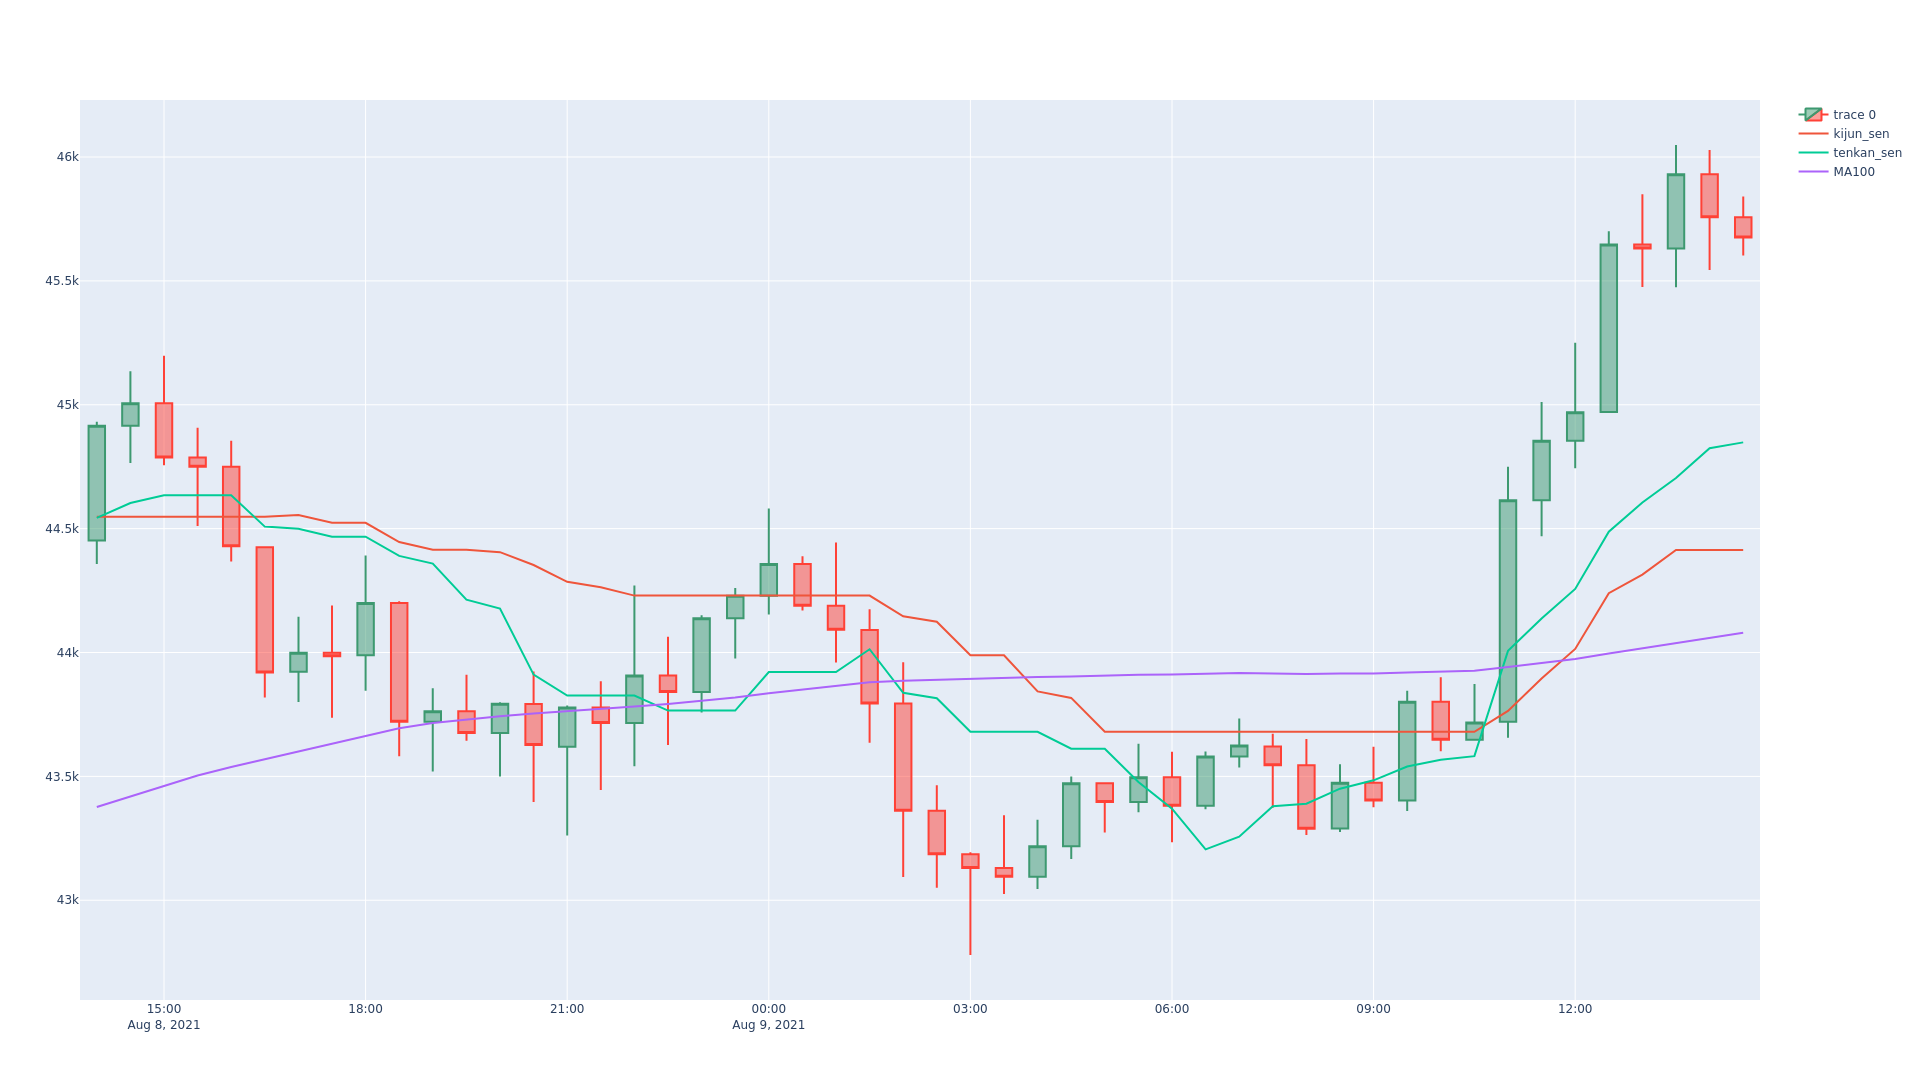 46k
45.5k
45k
44.5k
44k
43.5k
43k
15:00
Aug 8, 2021
18:00
21:00
00:00
Aug 9, 2021
03:00
06:00
09:00
12:00
trace 0
kijun_sen
tenkan_sen
MA100